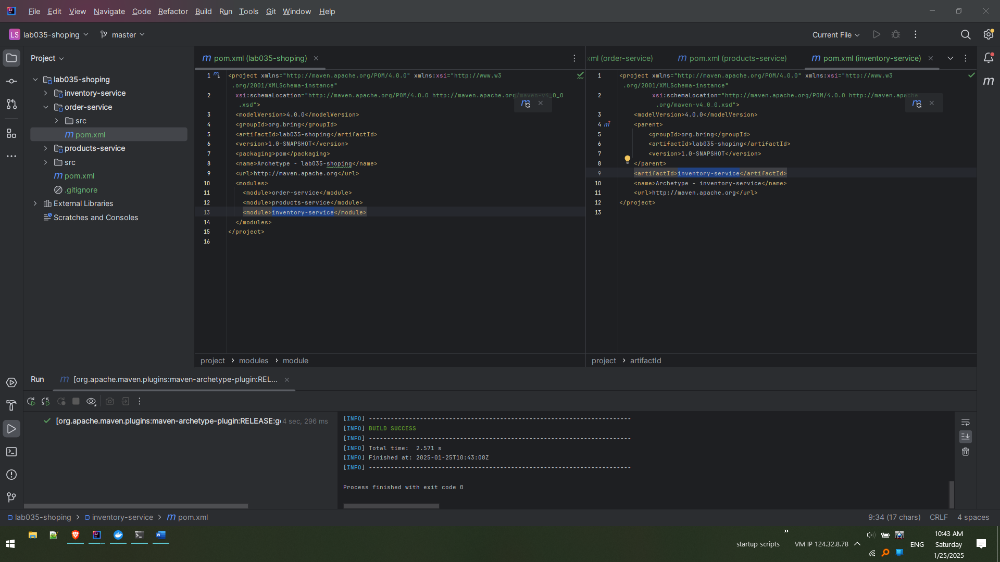 File Edit View Navigate Code Refactor Build Run Tools Git Window Help
LS lab035-shoping master Current File
Project
lab035-shoping
inventory-service
order-service
src
pom.xml
products-service
src
pom.xml
.gitignore
External Libraries
Scratches and Consoles
pom.xml (lab035-shoping)
1 <project xmlns="http://maven.apache.org/POM/4.0.0" xmlns:xsi="http://www.w3
.org/2001/XMLSchema-instance"
2 xsi:schemaLocation="http://maven.apache.org/POM/4.0.0 http://maven.apache.org/maven-v4_0_0
.xsd">
3 <modelVersion>4.0.0</modelVersion>
4 <groupId>org.bring</groupId>
5 <artifactId>lab035-shoping</artifactId>
6 <version>1.0-SNAPSHOT</version>
7 <packaging>pom</packaging>
8 <name>Archetype - lab035-shoping</name>
9 <url>http://maven.apache.org</url>
10 <modules>
11 <module>order-service</module>
12 <module>products-service</module>
13 <module>inventory-service</module>
14 </modules>
15 </project>
16
project > modules > module
xml (order-service) pom.xml (products-service) pom.xml (inventory-service)
1 <project xmlns="http://maven.apache.org/POM/4.0.0" xmlns:xsi="http://www.w3
.org/2001/XMLSchema-instance"
2 xsi:schemaLocation="http://maven.apache.org/POM/4.0.0 http://maven.apache
.org/maven-v4_0_0.xsd">
3 <modelVersion>4.0.0</modelVersion>
4 <parent>
5 <groupId>org.bring</groupId>
6 <artifactId>lab035-shoping</artifactId>
7 <version>1.0-SNAPSHOT</version>
8 </parent>
9 <artifactId>inventory-service</artifactId>
10 <name>Archetype - inventory-service</name>
11 <url>http://maven.apache.org</url>
12 </project>
13
project > artifactId
Run [org.apache.maven.plugins:maven-archetype-plugin:REL...
[org.apache.maven.plugins:maven-archetype-plugin:RELEASE:g 4 sec, 296 ms
[INFO] ------------------------------------------------------------------------
[INFO] BUILD SUCCESS
[INFO] ------------------------------------------------------------------------
[INFO] Total time:  2.571 s
[INFO] Finished at: 2025-01-25T10:43:08Z
[INFO] ------------------------------------------------------------------------
Process finished with exit code 0
lab035-shoping > inventory-service > pom.xml 9:34 (17 chars) CRLF 4 spaces
startup scripts VM IP 124.32.8.78 ENG
10:43 AM
Saturday
1/25/2025